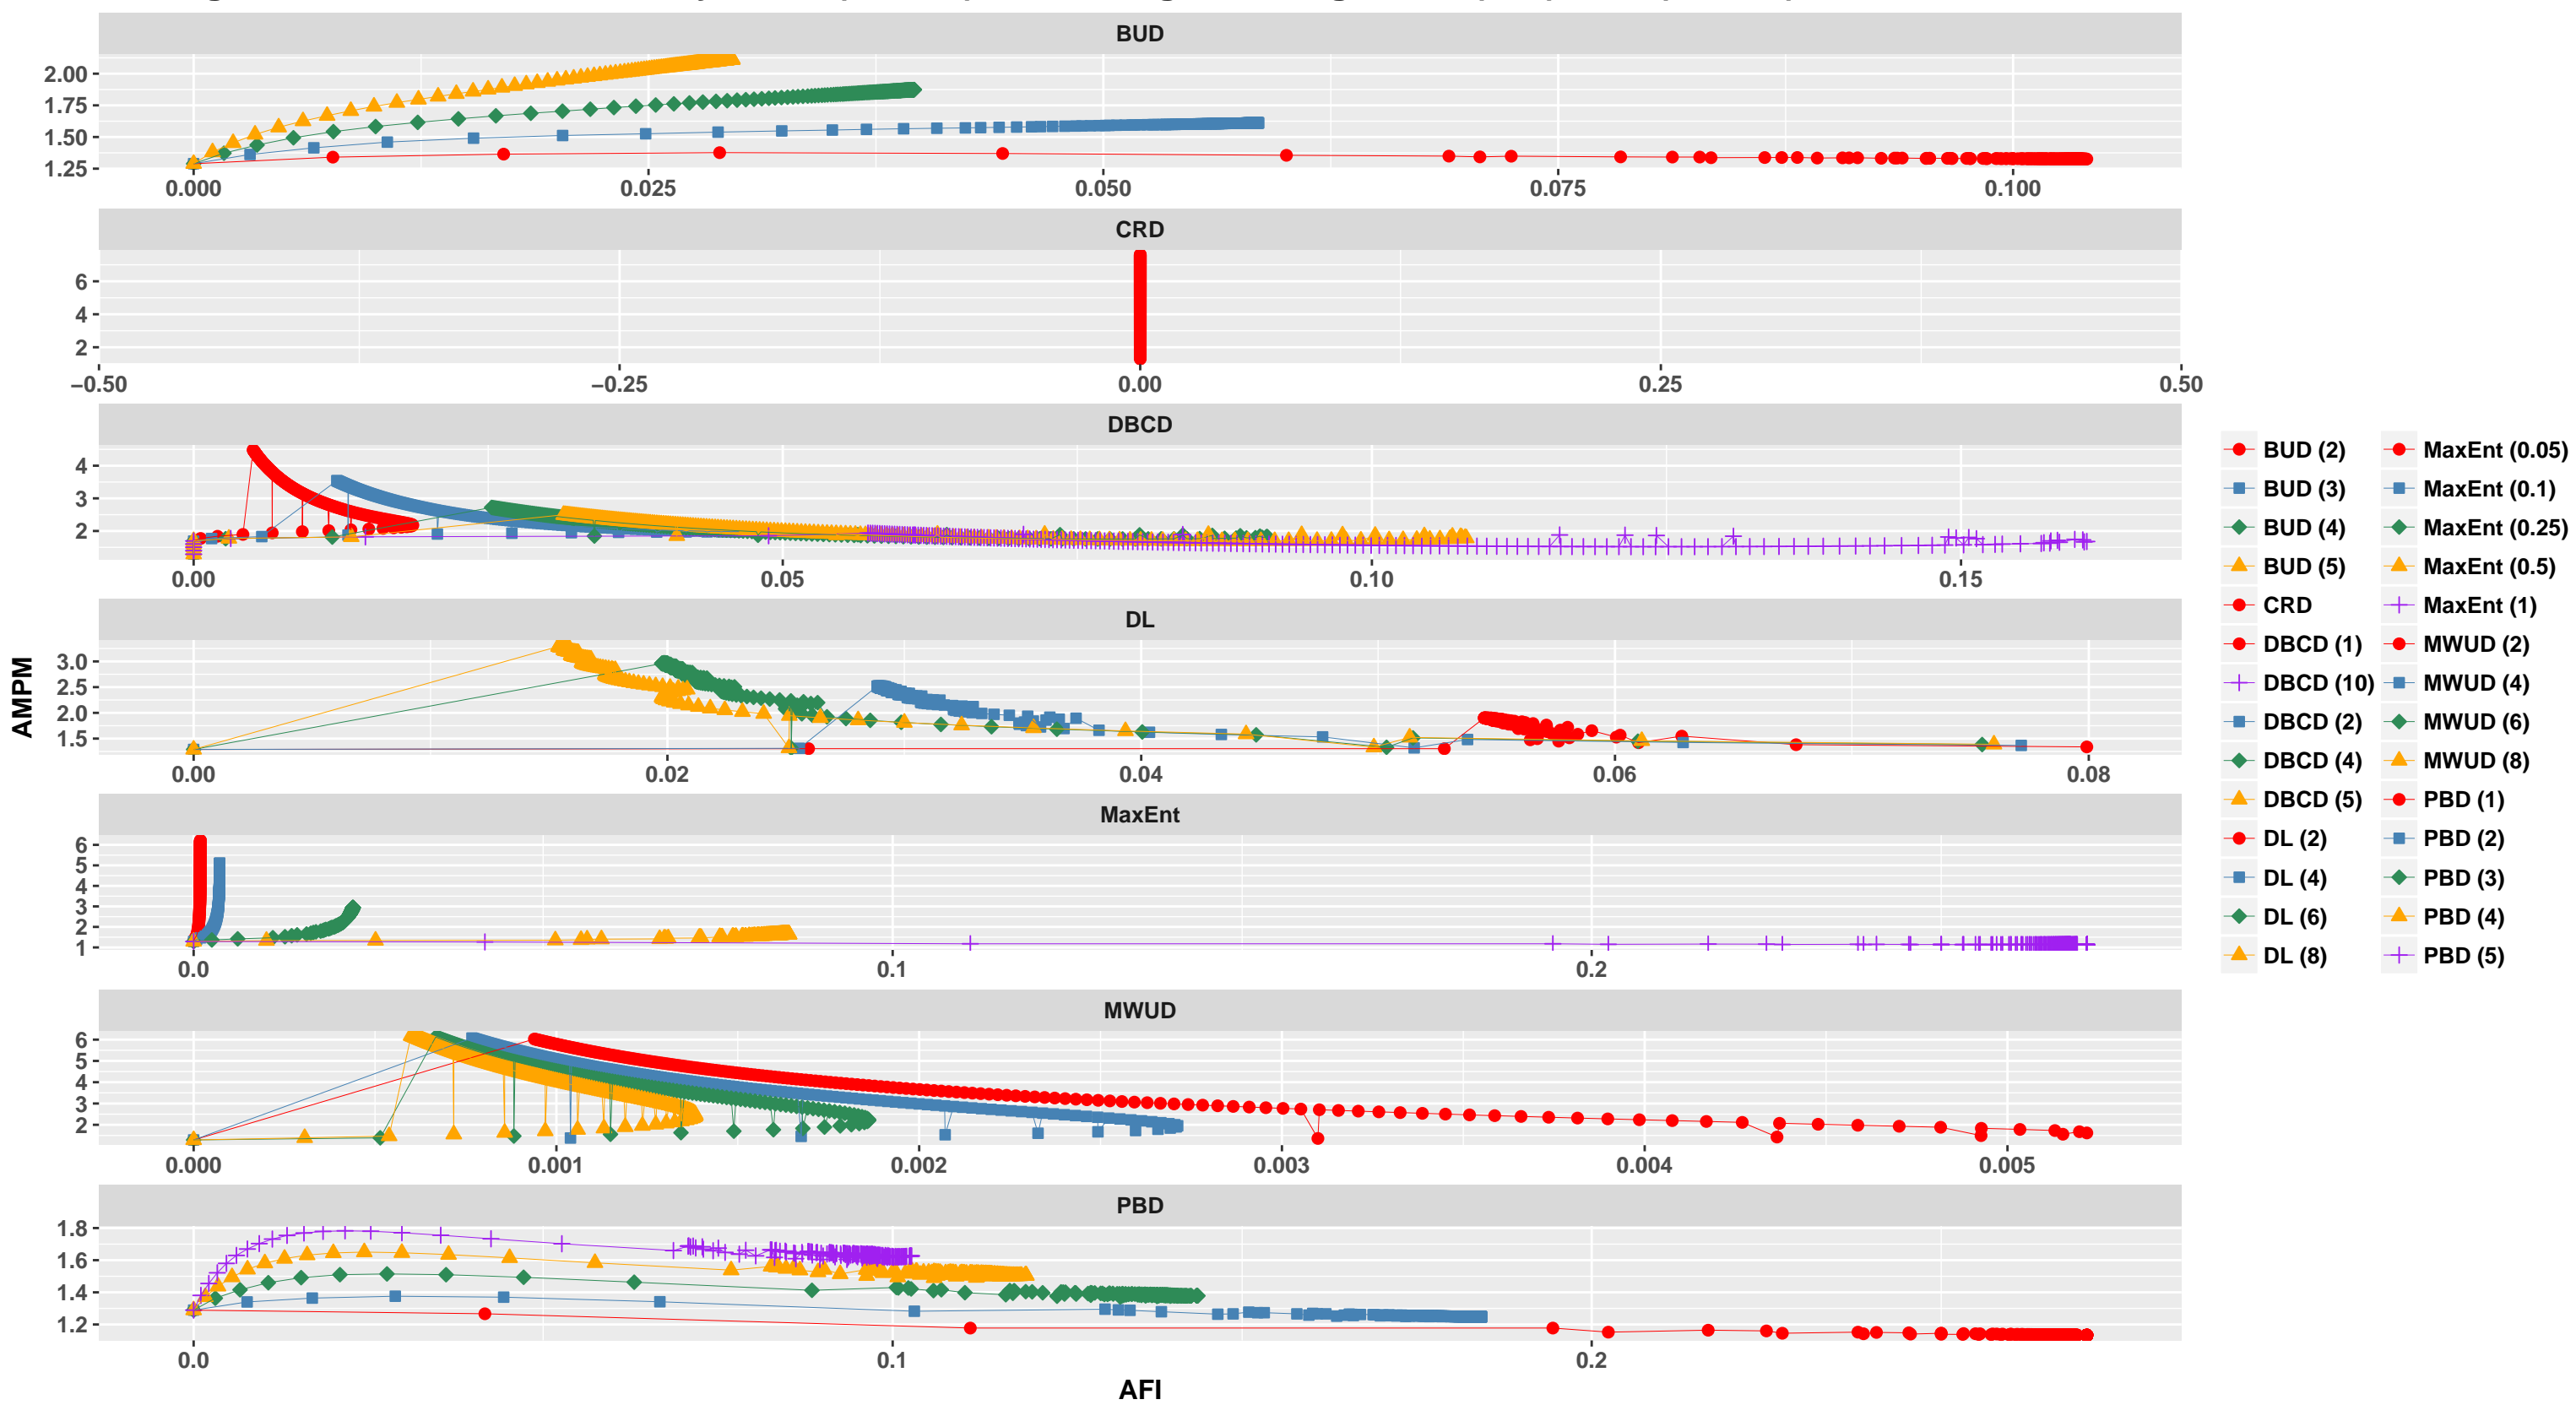 BUD
2.00
1.75
1.50
1.25
0.000 0.025 0.050 0.075 0.100
CRD
6
4
2
−0.50 −0.25 0.00 0.25 0.50
DBCD
4
3
2
0.00 0.05 0.10 0.15
DL
3.0
2.5
2.0
1.5
0.00 0.02 0.04 0.06 0.08
MaxEnt
6
5
4
3
2
1
0.0 0.1 0.2
MWUD
6
5
4
3
2
0.000 0.001 0.002 0.003 0.004 0.005
PBD
1.8
1.6
1.4
1.2
0.0 0.1 0.2
AFI
AMPM
BUD (2) MaxEnt (0.05)
BUD (3) MaxEnt (0.1)
BUD (4) MaxEnt (0.25)
BUD (5) MaxEnt (0.5)
CRD MaxEnt (1)
DBCD (1) MWUD (2)
DBCD (10) MWUD (4)
DBCD (2) MWUD (6)
DBCD (4) MWUD (8)
DBCD (5) PBD (1)
DL (2) PBD (2)
DL (4) PBD (3)
DL (6) PBD (4)
DL (8) PBD (5)